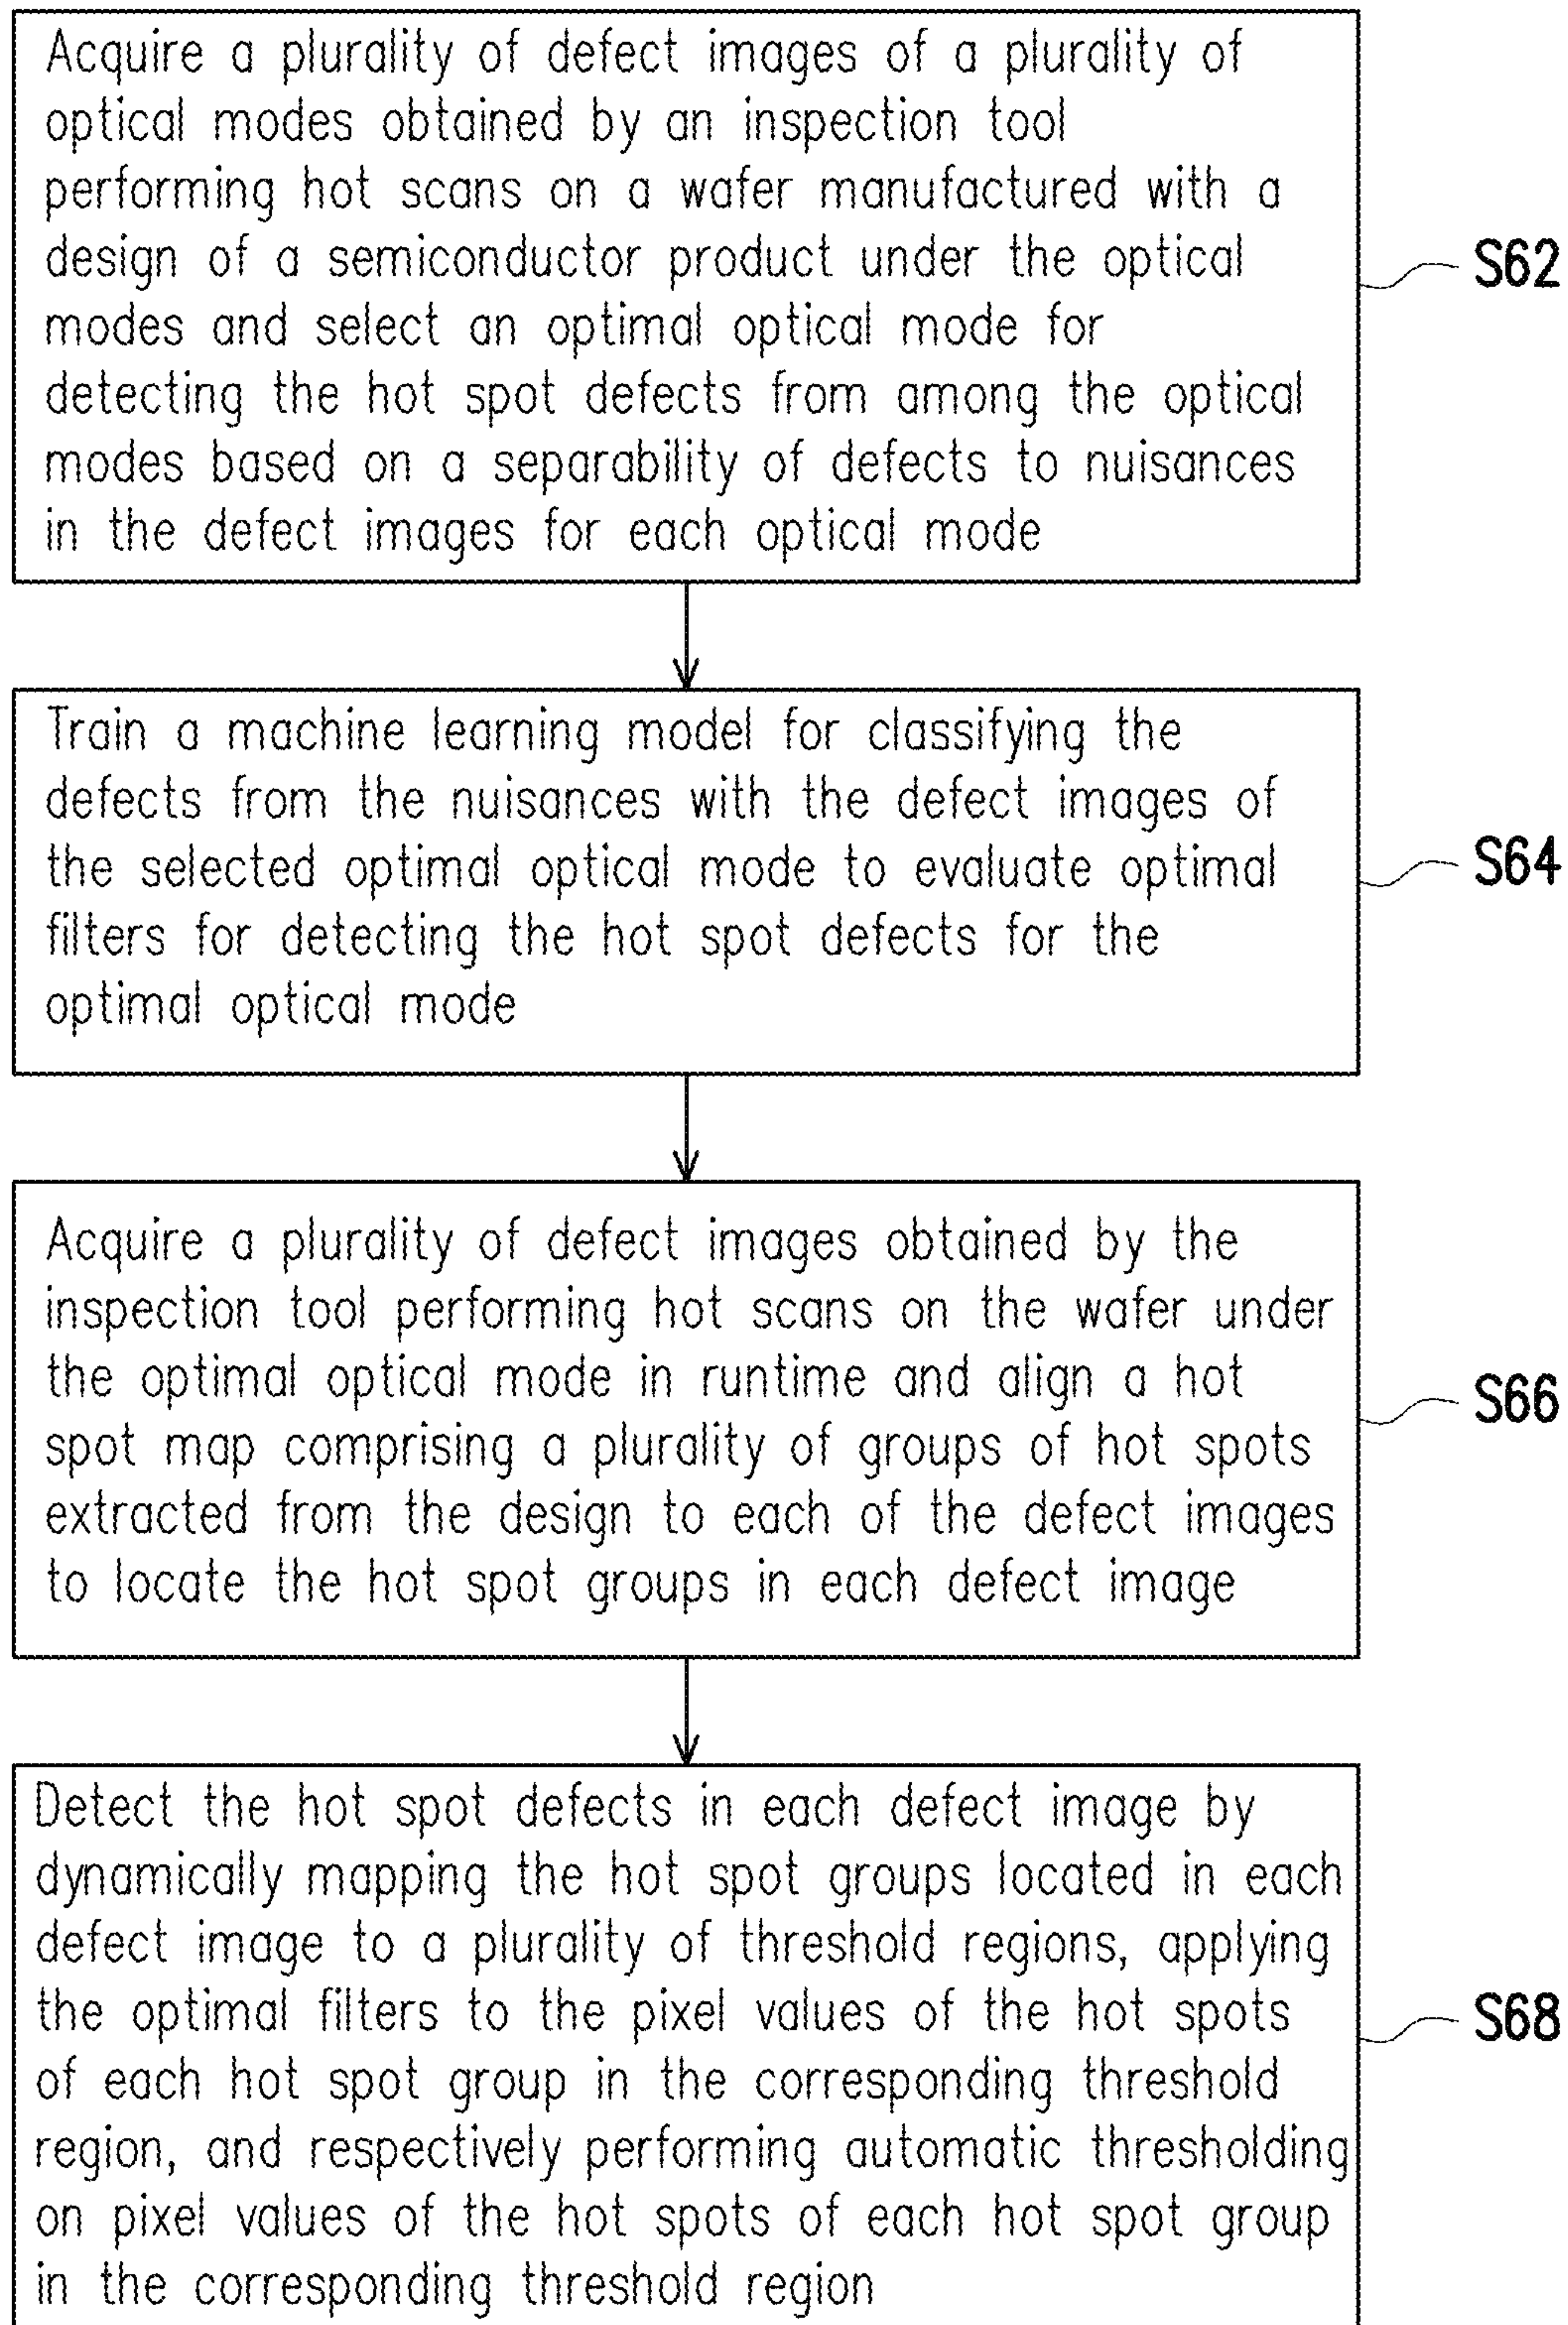 Acquire a plurality of defect images of a plurality of
optical modes obtained by an inspection tool
performing hot scans on a wafer manufactured with a
design of a semiconductor product under the optical
modes and select an optimal optical mode for
detecting the hot spot defects from among the optical
modes based on a separability of defects to nuisances
in the defect images for each optical mode
S62
Train a machine learning model for classifying the
defects from the nuisances with the defect images of
the selected optimal optical mode to evaluate optimal
filters for detecting the hot spot defects for the
optimal optical mode
S64
Acquire a plurality of defect images obtained by the
inspection tool performing hot scans on the wafer under
the optimal optical mode in runtime and align a hot
spot map comprising a plurality of groups of hot spots
extracted from the design to each of the defect images
to locate the hot spot groups in each defect image
S66
Detect the hot spot defects in each defect image by
dynamically mapping the hot spot groups located in each
defect image to a plurality of threshold regions, applying
the optimal filters to the pixel values of the hot spots
of each hot spot group in the corresponding threshold
region, and respectively performing automatic thresholding
on pixel values of the hot spots of each hot spot group
in the corresponding threshold region
S68